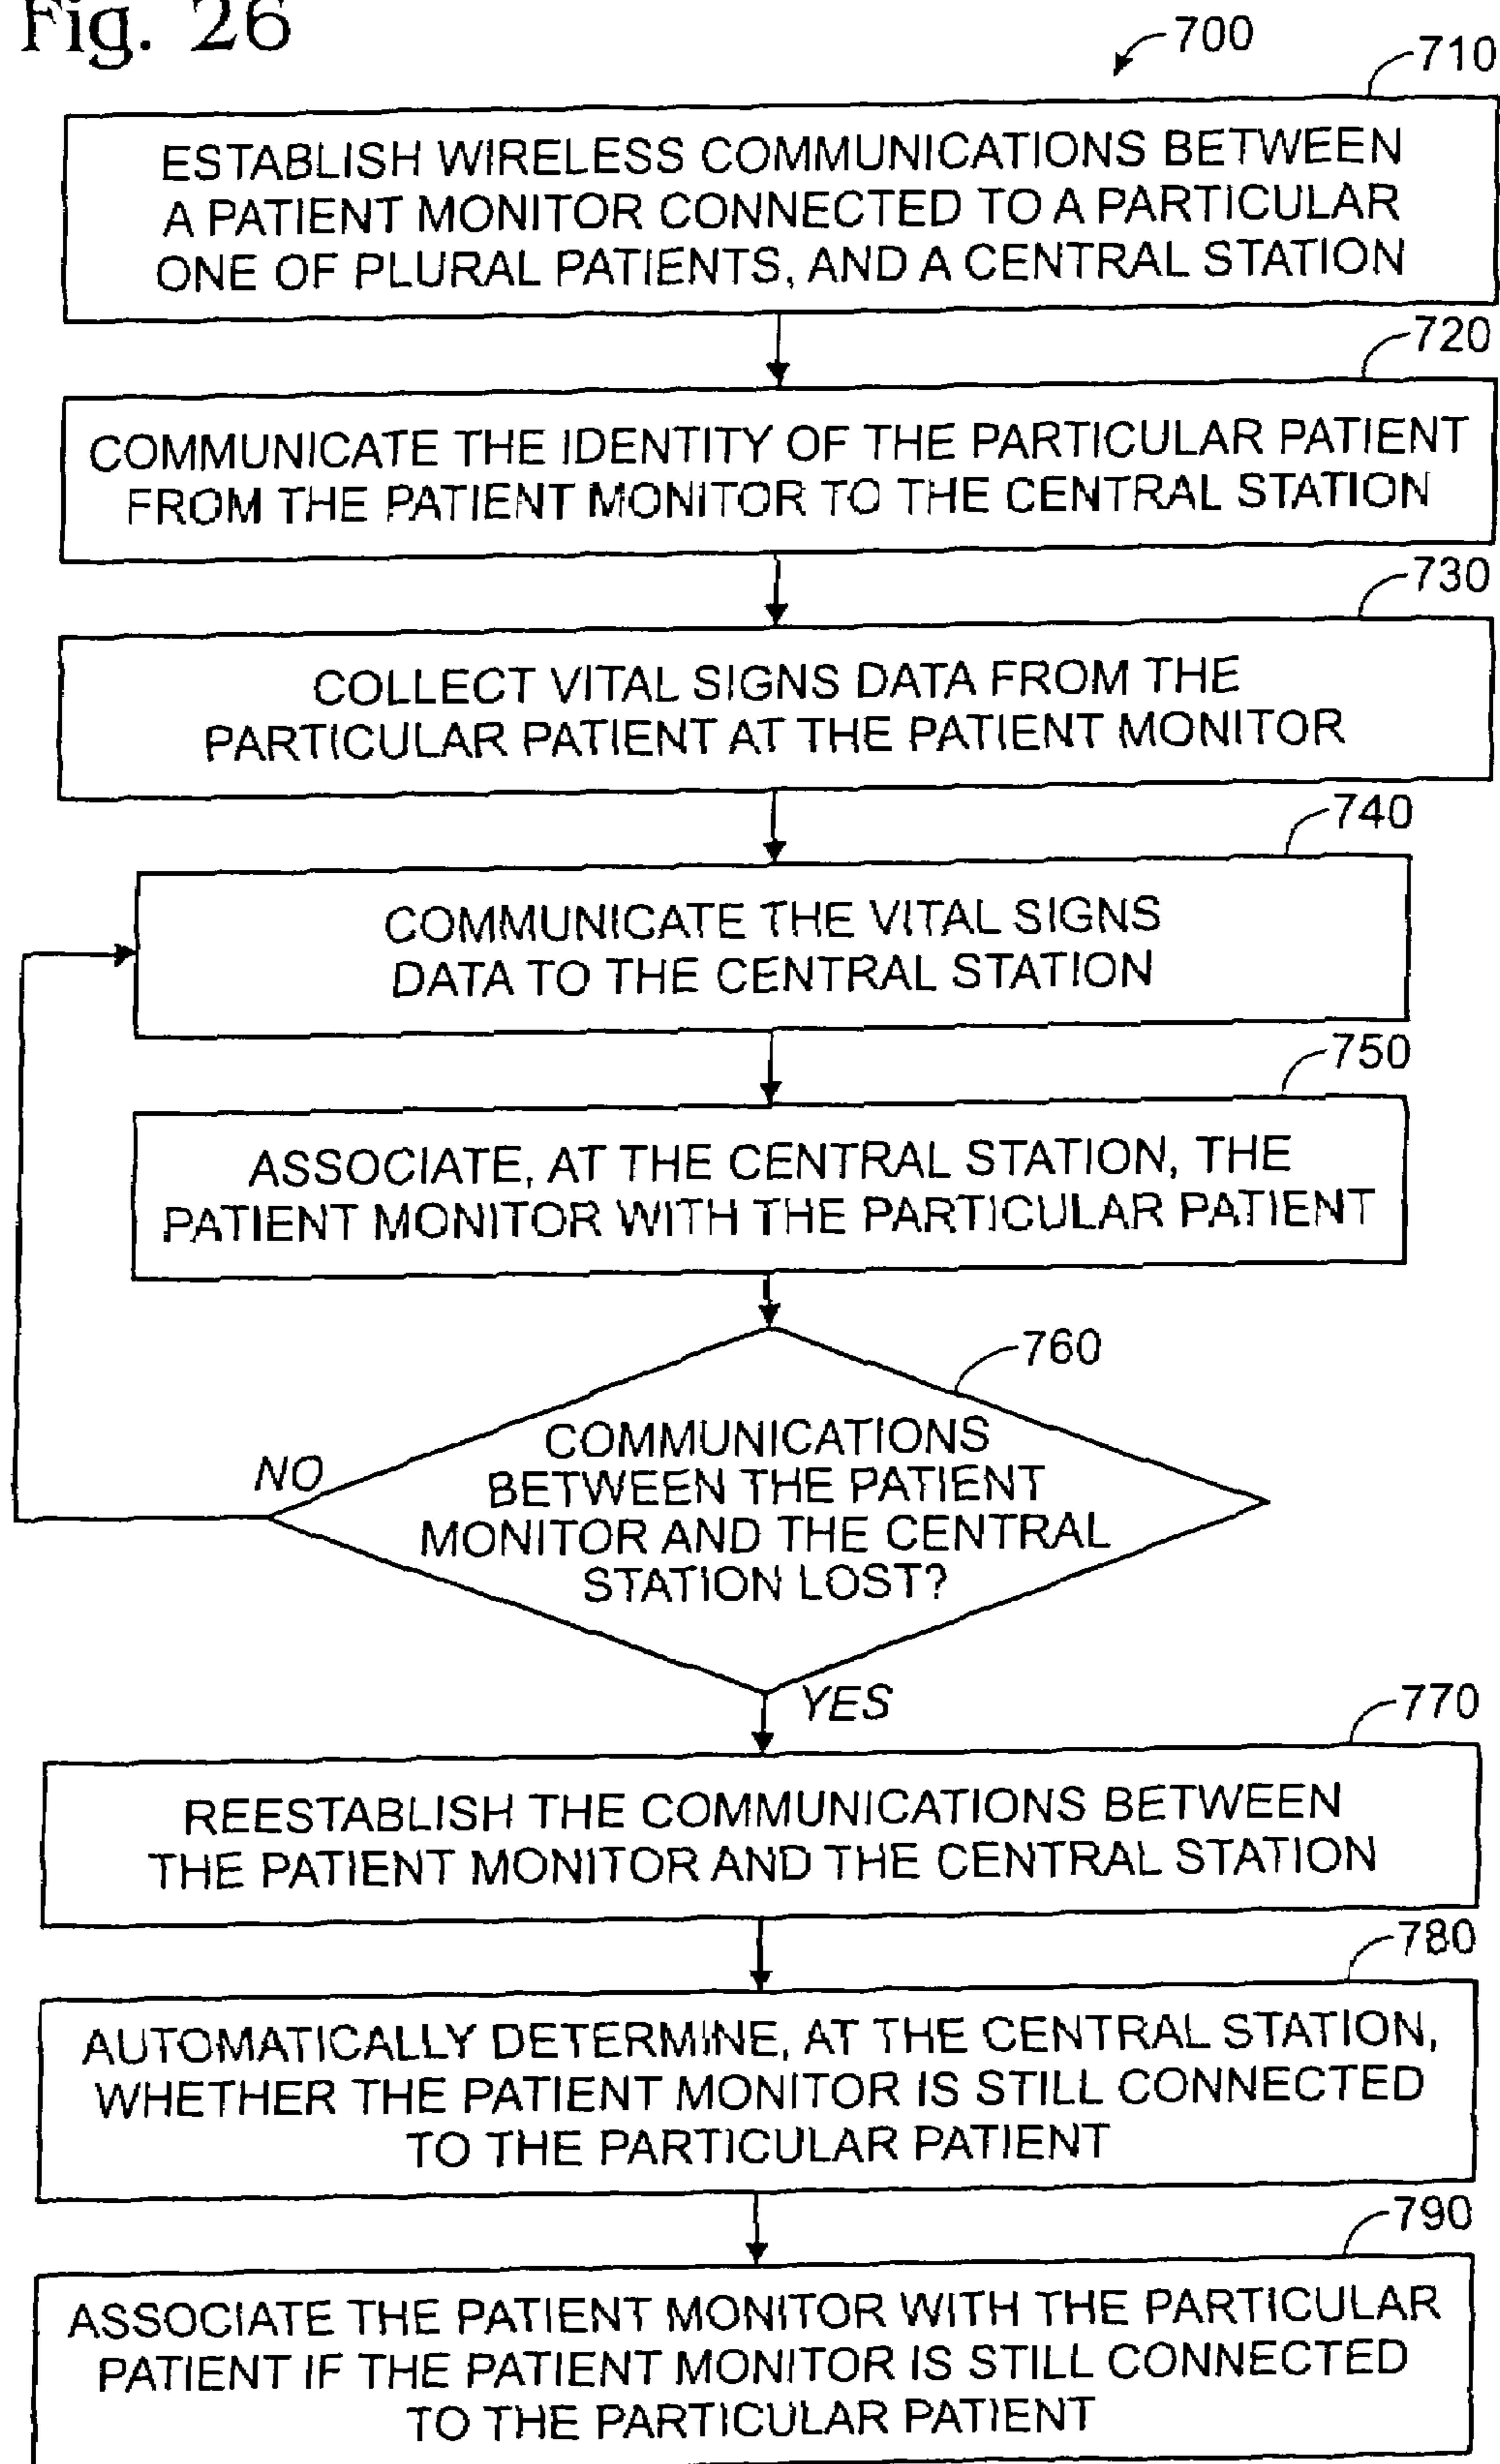 Fig. 26
700
710
ESTABLISH WIRELESS COMMUNICATIONS BETWEEN
A PATIENT MONITOR CONNECTED TO A PARTICULAR
ONE OF PLURAL PATIENTS, AND A CENTRAL STATION
720
COMMUNICATE THE IDENTITY OF THE PARTICULAR PATIENT
FROM THE PATIENT MONITOR TO THE CENTRAL STATION
730
COLLECT VITAL SIGNS DATA FROM THE
PARTICULAR PATIENT AT THE PATIENT MONITOR
740
COMMUNICATE THE VITAL SIGNS
DATA TO THE CENTRAL STATION
750
ASSOCIATE, AT THE CENTRAL STATION, THE
PATIENT MONITOR WITH THE PARTICULAR PATIENT
760
COMMUNICATIONS
BETWEEN THE PATIENT
MONITOR AND THE CENTRAL
STATION LOST?
NO
YES
770
REESTABLISH THE COMMUNICATIONS BETWEEN
THE PATIENT MONITOR AND THE CENTRAL STATION
780
AUTOMATICALLY DETERMINE, AT THE CENTRAL STATION,
WHETHER THE PATIENT MONITOR IS STILL CONNECTED
TO THE PARTICULAR PATIENT
790
ASSOCIATE THE PATIENT MONITOR WITH THE PARTICULAR
PATIENT IF THE PATIENT MONITOR IS STILL CONNECTED
TO THE PARTICULAR PATIENT